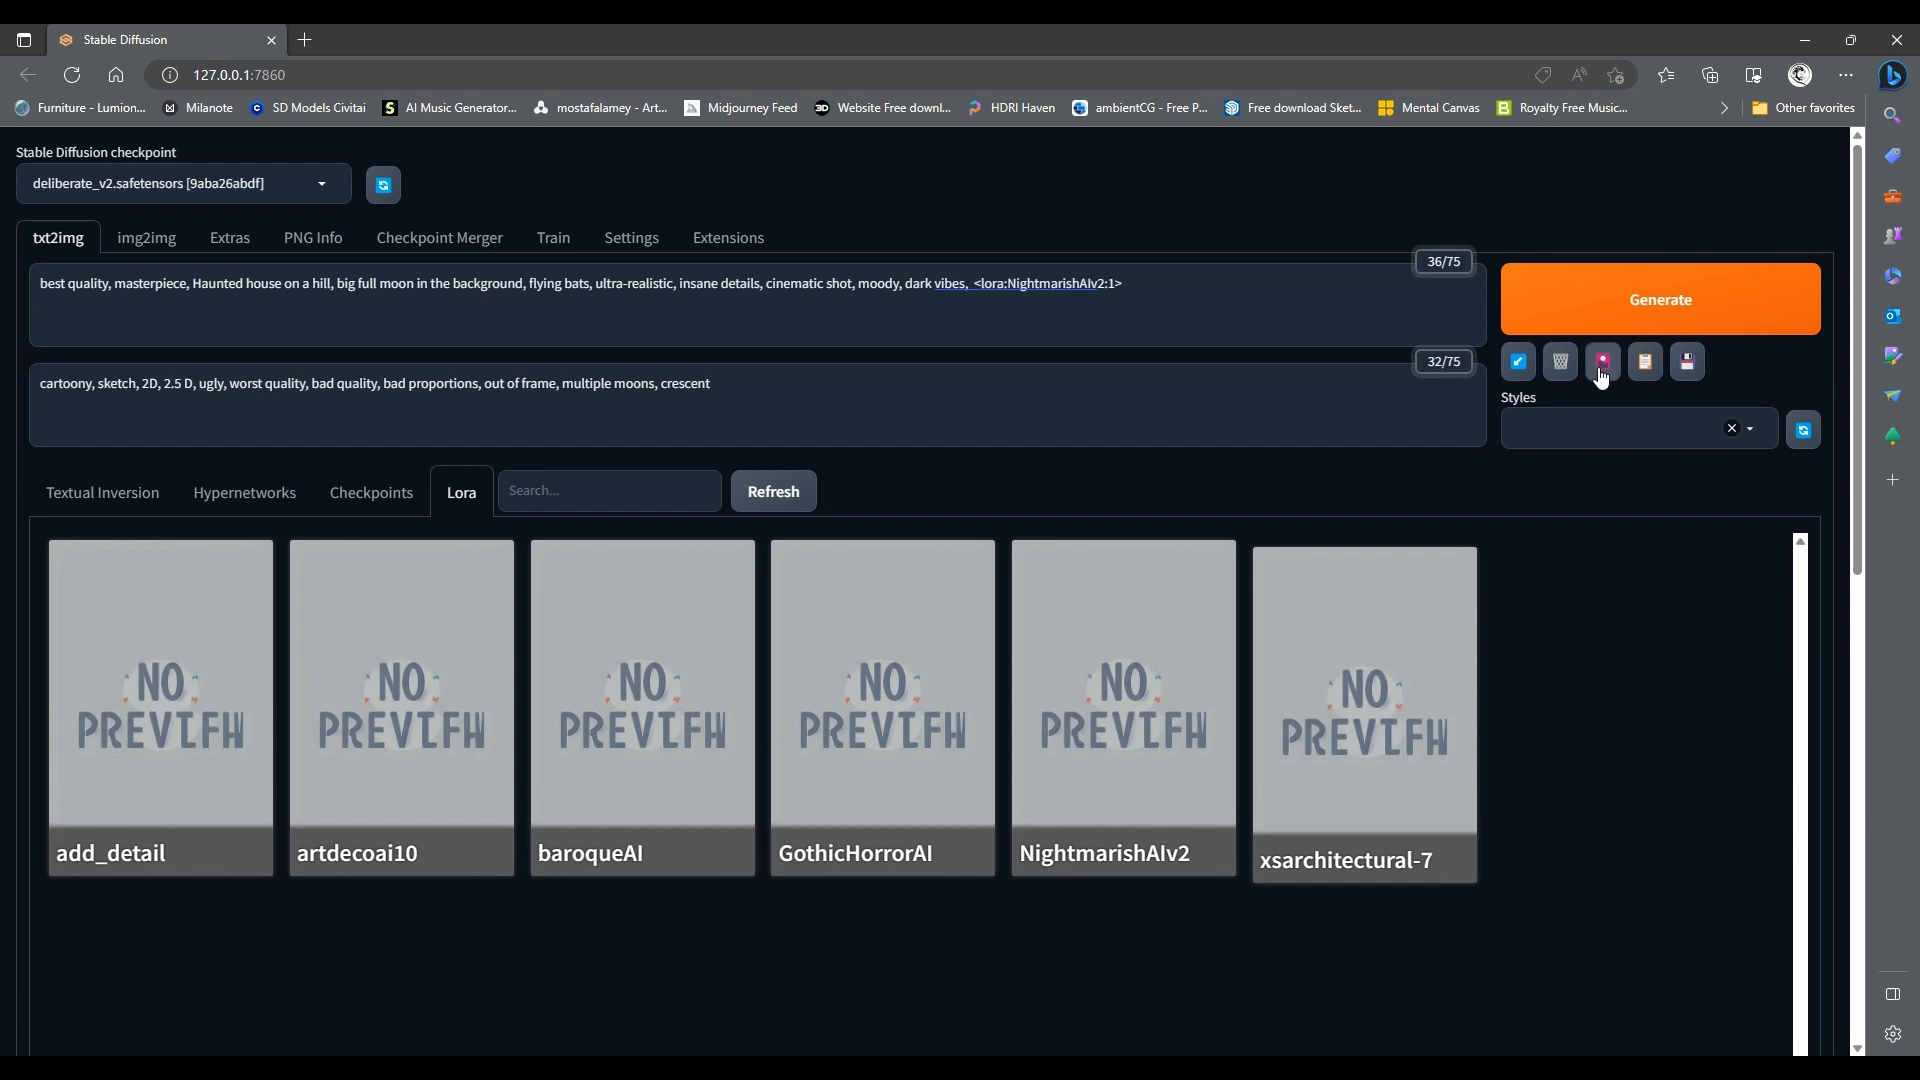 Stable Diffusion
127.0.0.1:7860
Furniture - Lumion...
Milanote
SD Models Civitai
AI Music Generator...
mostafalamey - Art...
Midjourney Feed
Website Free downl...
HDRI Haven
ambientCG - Free P...
Free download Sket...
Mental Canvas
Royalty Free Music...
Other favorites
Stable Diffusion checkpoint
deliberate_v2.safetensors [9aba26abdf]
txt2img
img2img
Extras
PNG Info
Checkpoint Merger
Train
Settings
Extensions
36/75
best quality, masterpiece, Haunted house on a hill, big full moon in the background, flying bats, ultra-realistic, insane details, cinematic shot, moody, dark vibes, <lora:NightmarishAIv2:1>
Generate
32/75
cartoony, sketch, 2D, 2.5 D, ugly, worst quality, bad quality, bad proportions, out of frame, multiple moons, crescent
Styles
Textual Inversion
Hypernetworks
Checkpoints
Lora
Search...
Refresh
NO
PREVIEW
add_detail
NO
PREVIEW
artdecoai10
NO
PREVIEW
baroqueAI
NO
PREVIEW
GothicHorrorAI
NO
PREVIEW
NightmarishAIv2
NO
PREVIEW
xsarchitectural-7